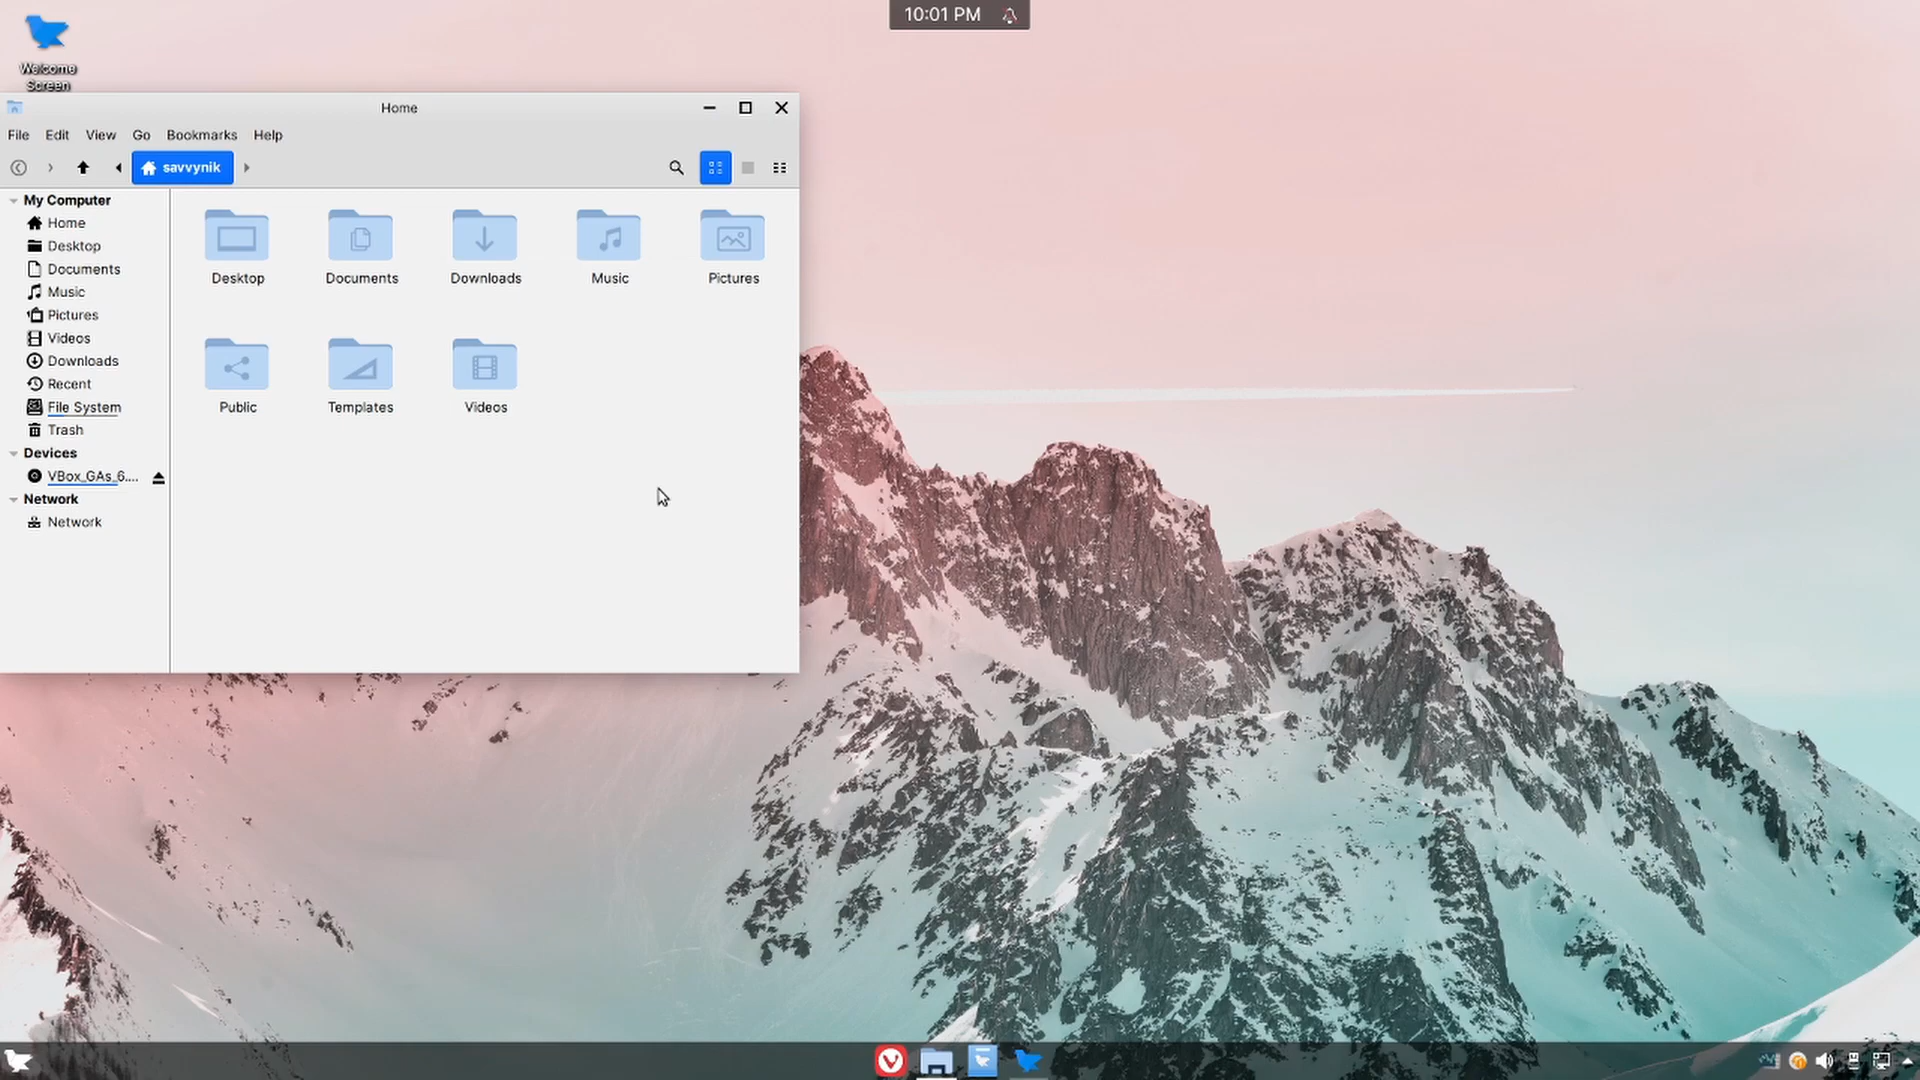 10:01 PM
Welcome
Screen
Home
File Edit View Go Bookmarks Help
savvynik
My Computer
Home
Desktop
Documents
Music
Pictures
Videos
Downloads
Recent
File System
Trash
Devices
VBox_GAs_6....
Network
Network
Desktop Documents Downloads Music Pictures
Public Templates Videos